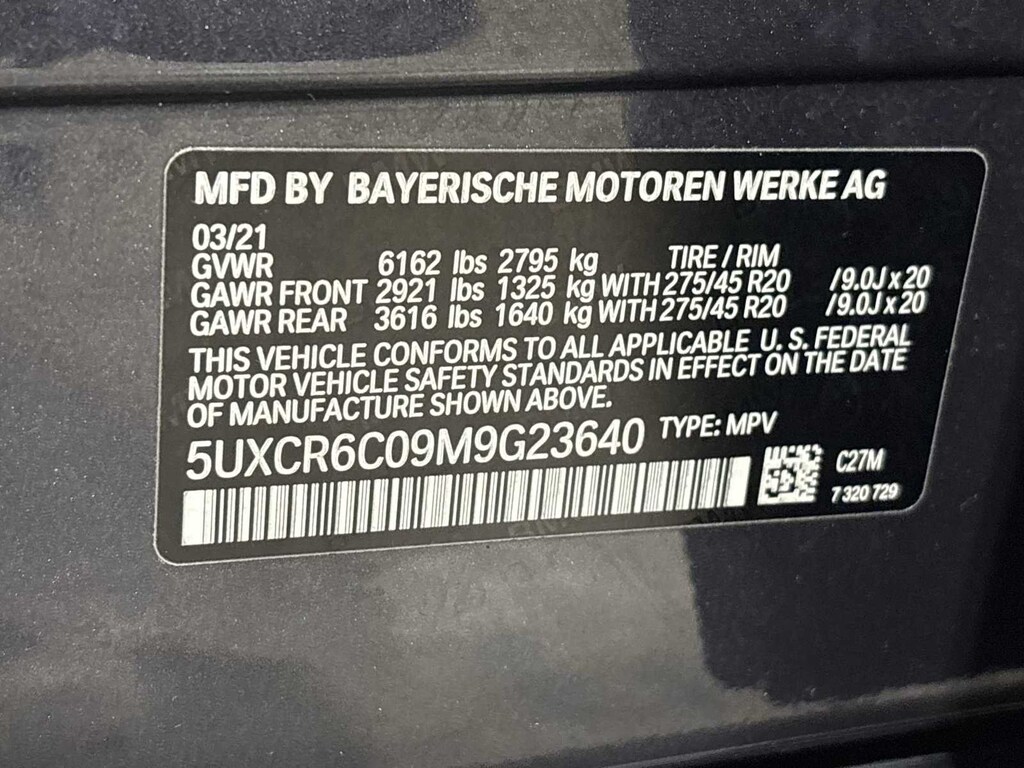 MFD BY BAYERISCHE MOTOREN WERKE AG
03/21
GVWR 6162 lbs 2795 kg TIRE / RIM
GAWR FRONT 2921 lbs 1325 kg WITH 275/45 R20 /9.0J x 20
GAWR REAR 3616 lbs 1640 kg WITH 275/45 R20 /9.0J x 20
THIS VEHICLE CONFORMS TO ALL APPLICABLE U. S. FEDERAL
MOTOR VEHICLE SAFETY STANDARDS IN EFFECT ON THE DATE
OF MANUFACTURE SHOWN ABOVE.
5UXCR6C09M9G23640 TYPE: MPV
C27M
7 320 729